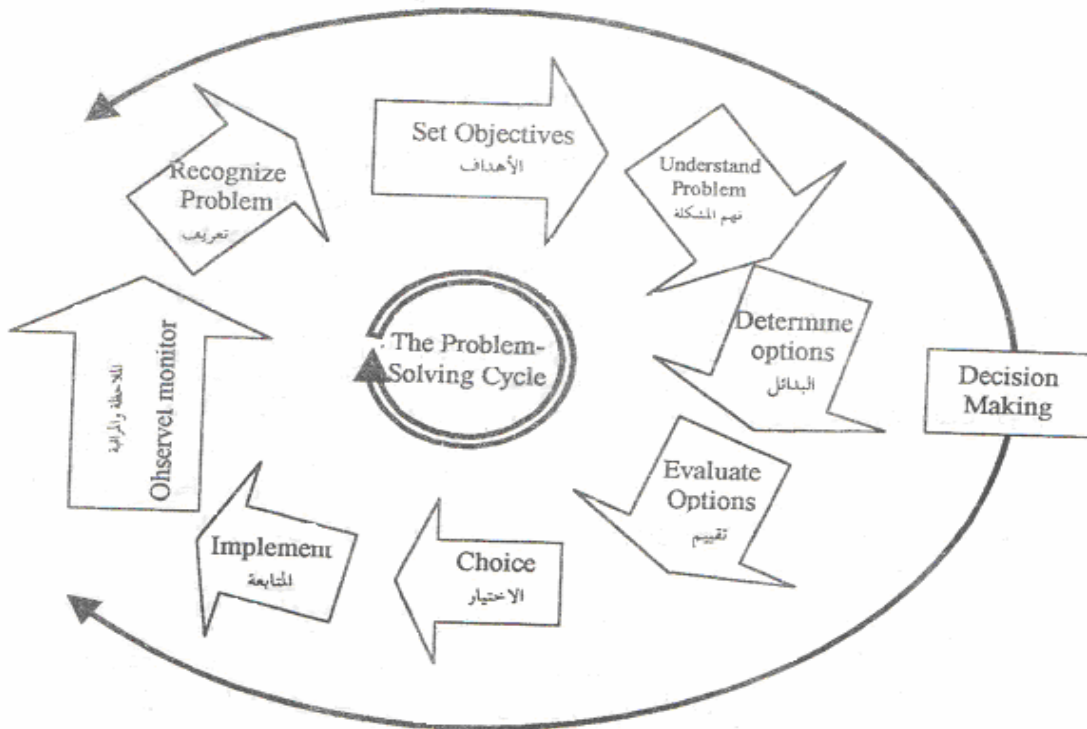 Set Objectives
الأهداف
Understand
Problem
فهم المشكلة
Recognize
Problem
تعريف
Determine
options
البدائل
The Problem-
Solving Cycle
Decision
Making
Ohservel monitor
الملاحظة والمراقبة
Evaluate
Options
تقييم
Implement
المتابعة
Choice
الاختيار